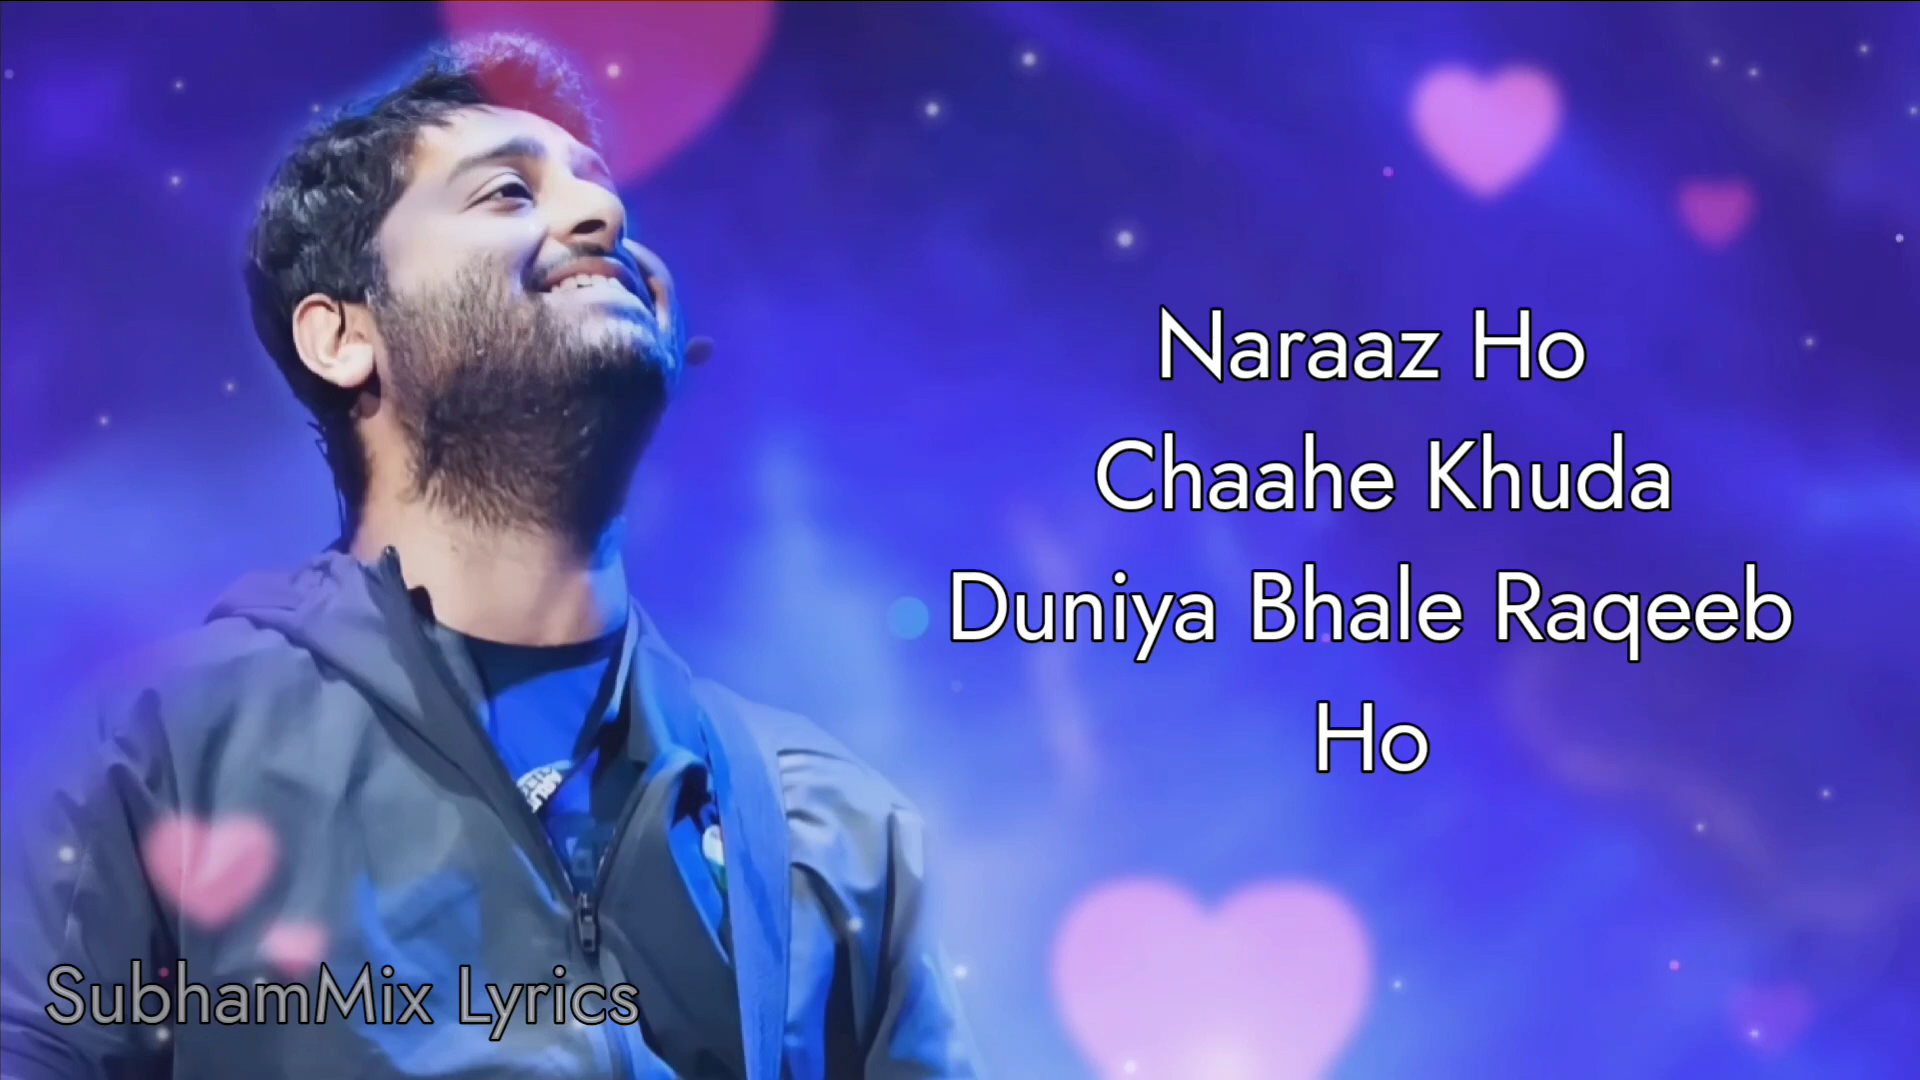 Naraaz Ho
Chaahe Khuda
Duniya Bhale Raqeeb
Ho
SubhamMix Lyrics